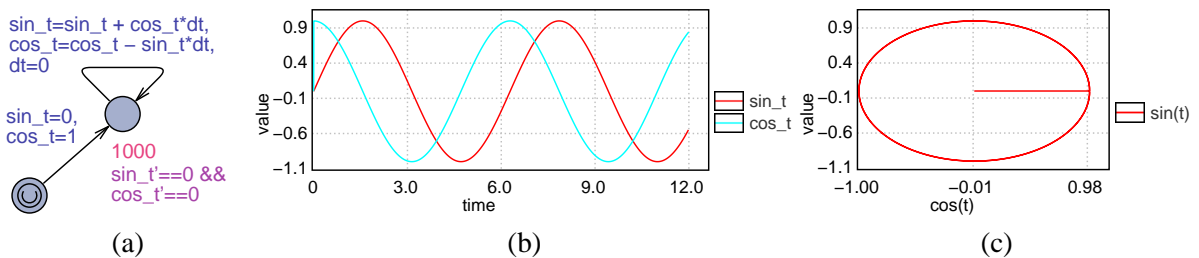 sin_t=sin_t + cos_t*dt,
cos_t=cos_t − sin_t*dt,
dt=0
sin_t=0,
cos_t=1
1000
sin_t'==0 &&
cos_t'==0
(a)
value
0.9
0.4
−0.1
−0.6
−1.1
0 3.0 6.0 9.0 12.0
time
sin_t
cos_t
(b)
value
0.9
0.4
−0.1
−0.6
−1.1
−1.00 −0.01 0.98
cos(t)
sin(t)
(c)